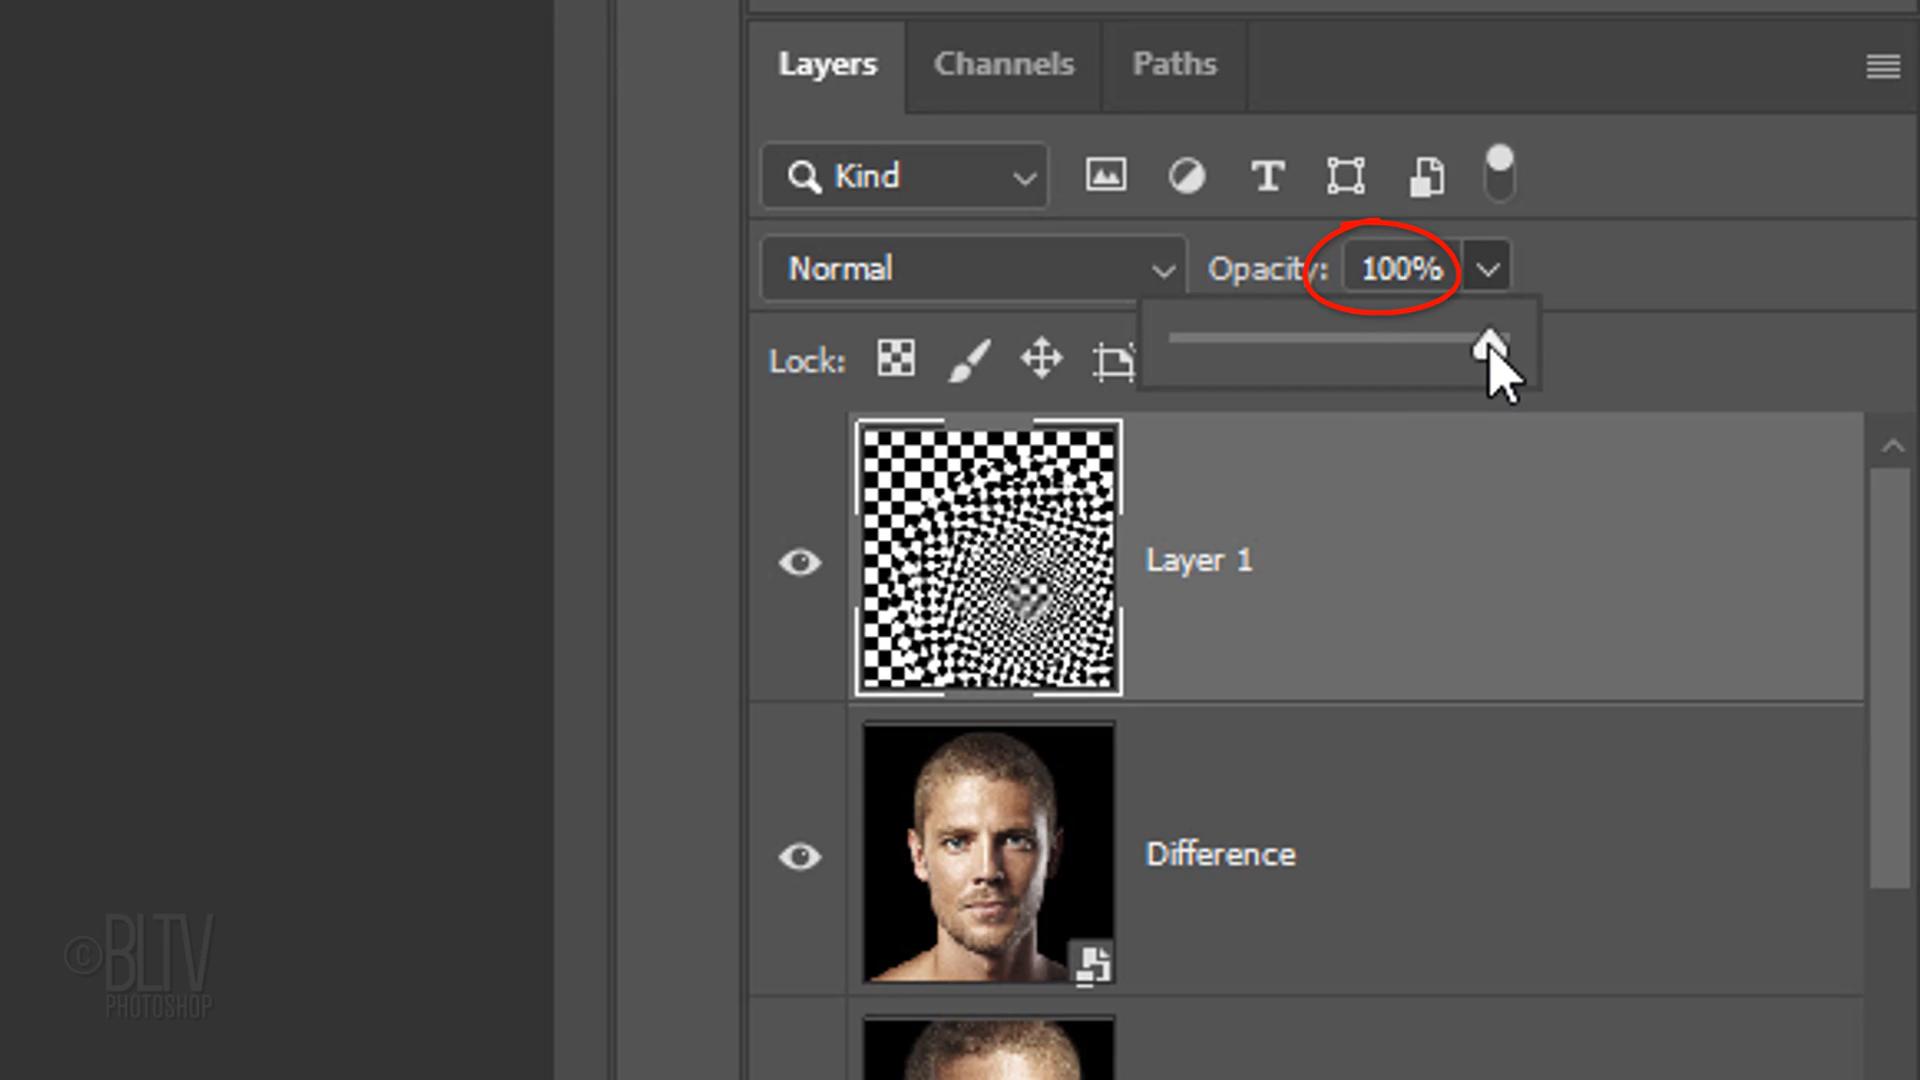 Layers Channels Paths
Kind
Normal Opacity: 100%
Lock:
Layer 1
Difference
©BLTV
PHOTOSHOP